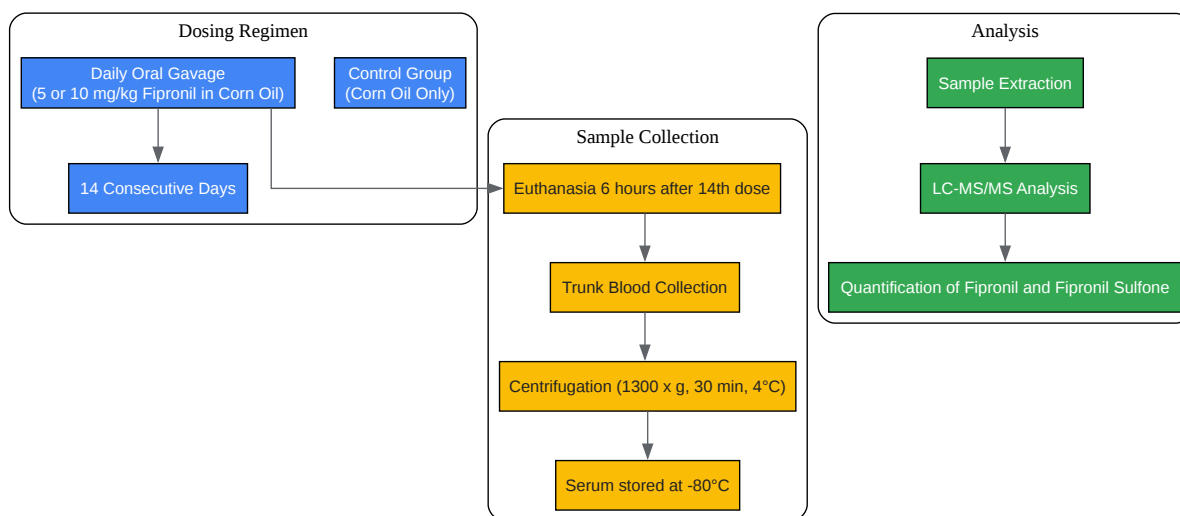 Dosing Regimen
Daily Oral Gavage
(5 or 10 mg/kg Fipronil in Corn Oil)
Control Group
(Corn Oil Only)
14 Consecutive Days
Sample Collection
Euthanasia 6 hours after 14th dose
Trunk Blood Collection
Centrifugation (1300 x g, 30 min, 4°C)
Serum stored at -80°C
Analysis
Sample Extraction
LC-MS/MS Analysis
Quantification of Fipronil and Fipronil Sulfone